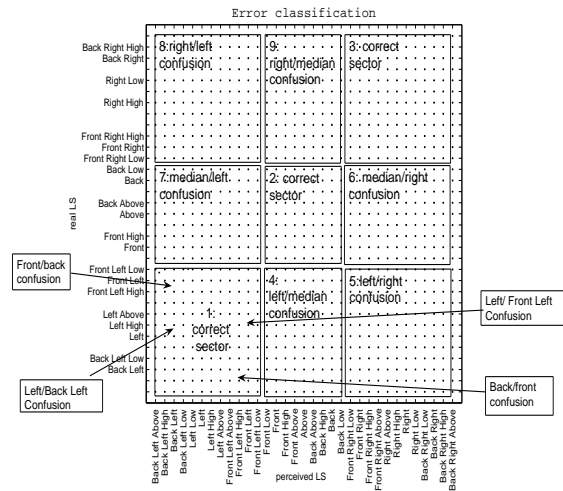 Error classification
8:right/left
confusion
9:
right/median
confusion
3: correct
sector
7:median/left
confusion
2: correct
sector
6: median/right
confusion
1:
correct
sector
4:
left/median
confusion
5:left/right
confusion
real LS
Back Right High
Back Right
Right Low
Right High
Front Right High
Front Right
Front Right Low
Back Low
Back
Back Above
Above
Front High
Front
Front Left Low
Front Left
Front Left High
Left Above
Left High
Left
Back Left Low
Back Left
Front/back
confusion
Left/Back Left
Confusion
Left/ Front Left
Confusion
Back/front
confusion
Back Left Above
Back Left High
Back Left
Back Left Low
Left Low
Left
Left High
Left Above
Front Left Above
Front Left High
Front Left
Front Left Low
Front Low
Front
Front High
Front Above
Above
Back Above
Back High
Back
Back Low
Front Right Low
Front Right
Front Right High
Front Right Above
Right Above
Right High
Right
Right Low
Back Right Low
Back Right
Back Right High
Back Right Above
perceived LS